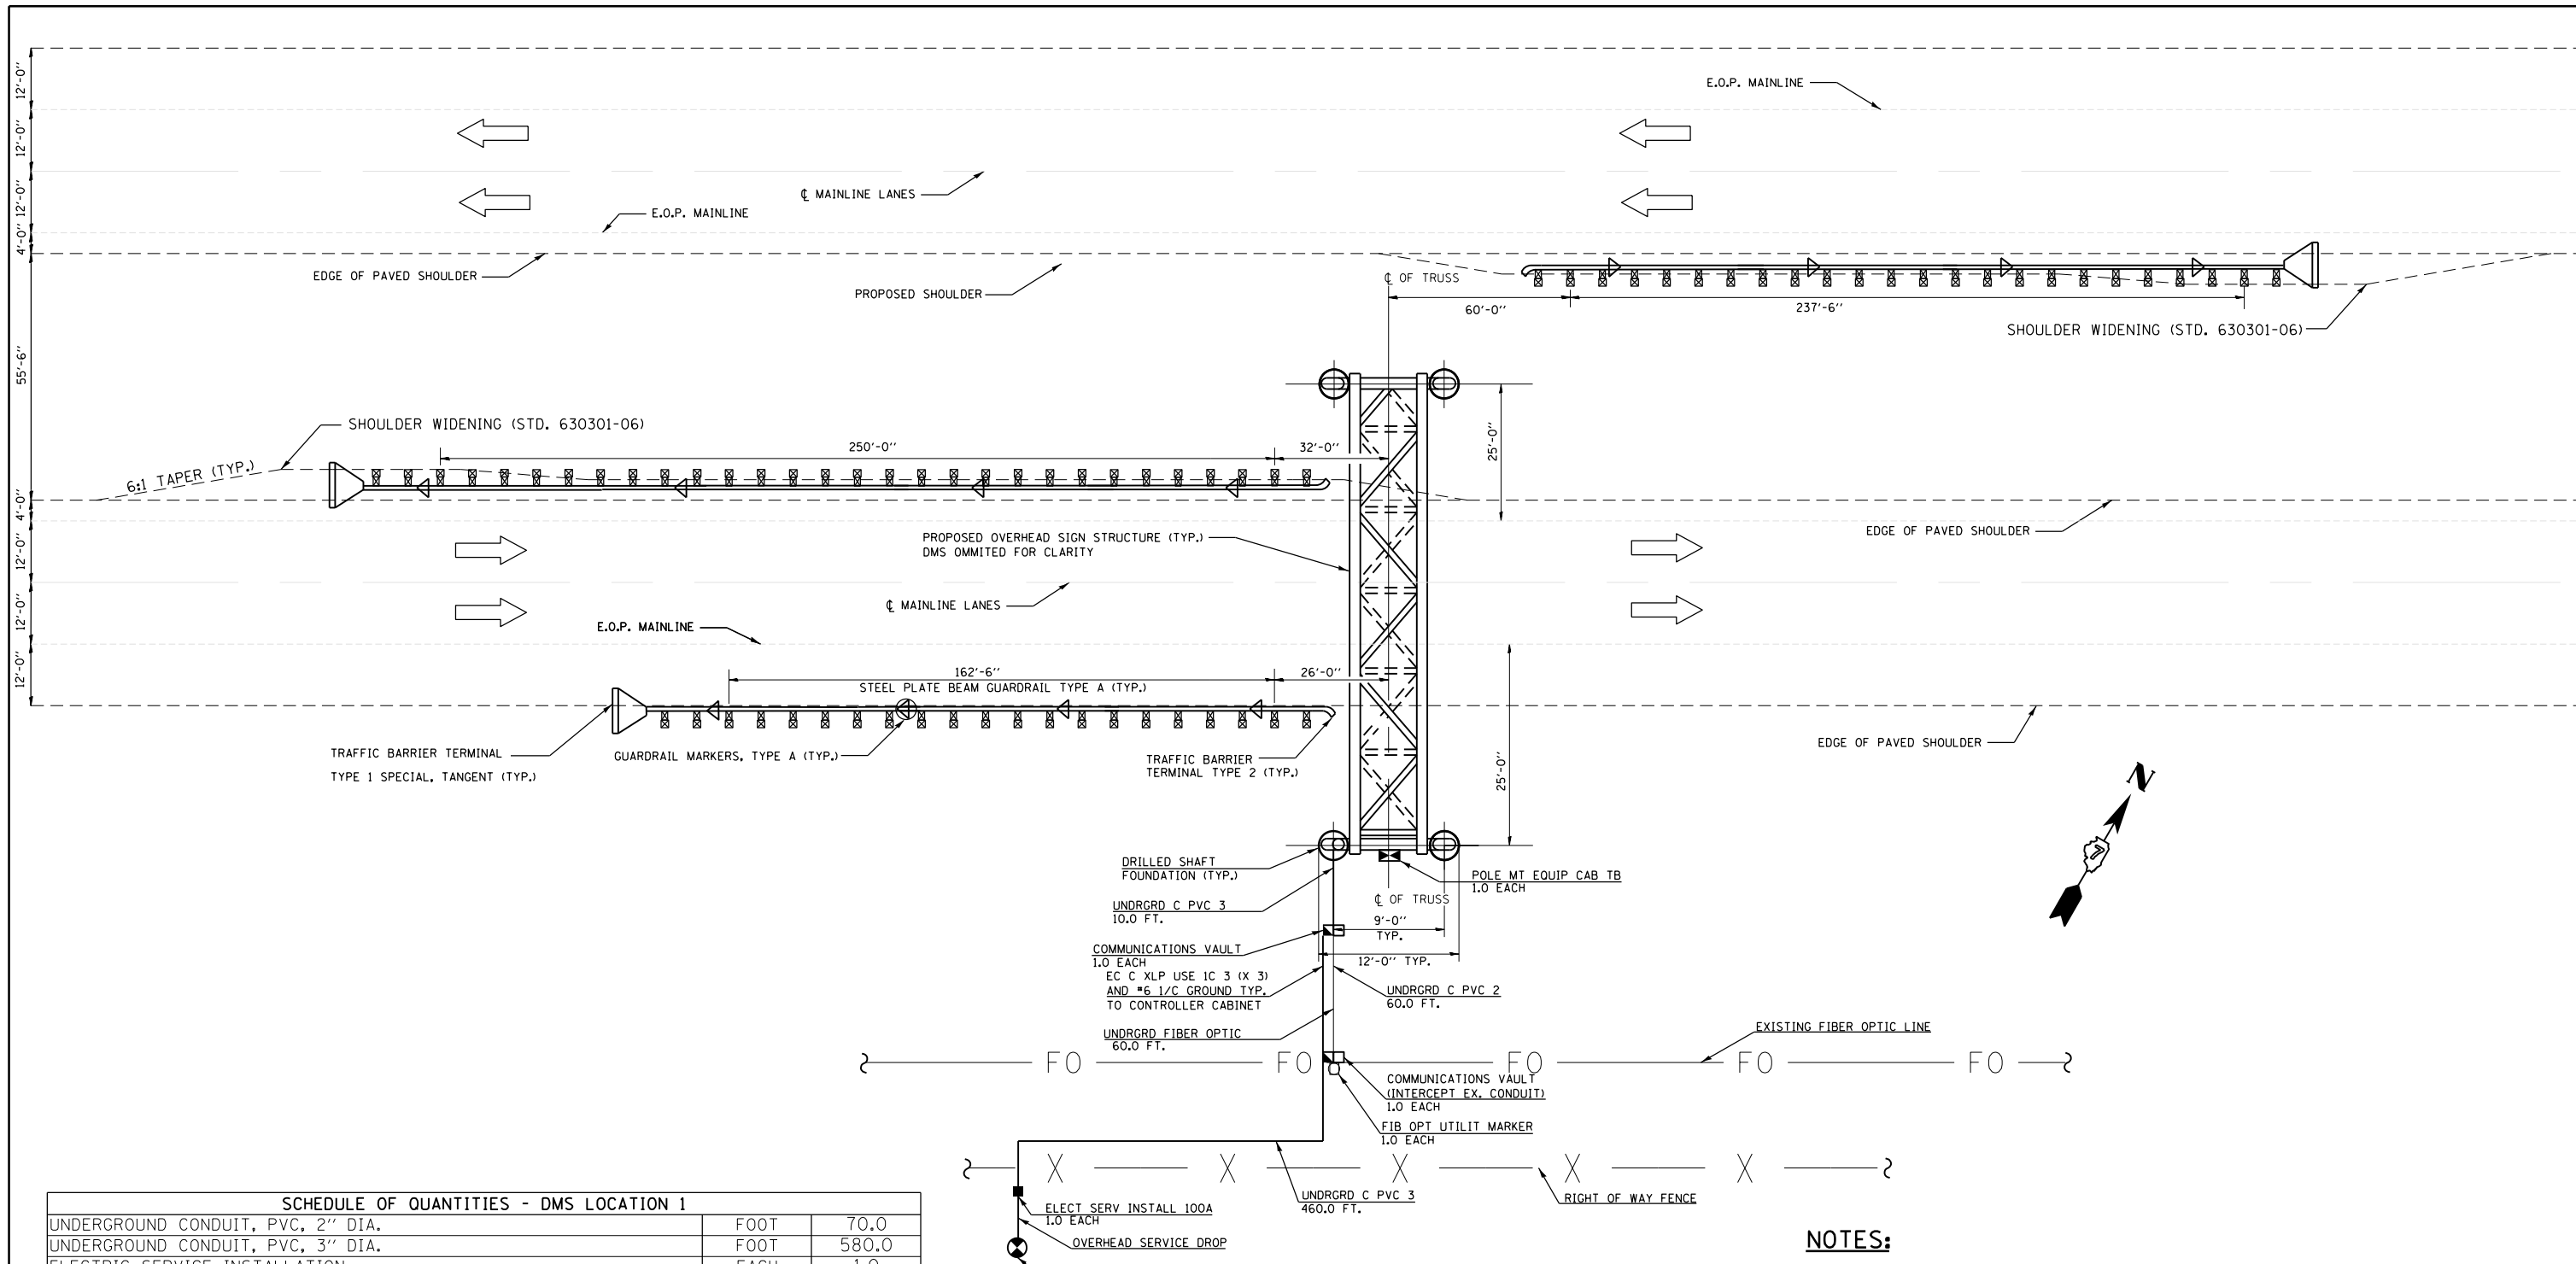 12'-0"
12'-0"
12'-0"
4'-0"
55'-6"
4'-0"
12'-0"
12'-0"
12'-0"
E.O.P. MAINLINE
℄ MAINLINE LANES
E.O.P. MAINLINE
EDGE OF PAVED SHOULDER
PROPOSED SHOULDER
℄ OF TRUSS
60'-0"
237'-6"
SHOULDER WIDENING (STD. 630301-06)
SHOULDER WIDENING (STD. 630301-06)
250'-0"
32'-0"
25'-0"
6:1 TAPER (TYP.)
PROPOSED OVERHEAD SIGN STRUCTURE (TYP.)
DMS OMMITED FOR CLARITY
EDGE OF PAVED SHOULDER
℄ MAINLINE LANES
E.O.P. MAINLINE
162'-6"
26'-0"
STEEL PLATE BEAM GUARDRAIL TYPE A (TYP.)
TRAFFIC BARRIER TERMINAL
TYPE 1 SPECIAL, TANGENT (TYP.)
GUARDRAIL MARKERS, TYPE A (TYP.)
TRAFFIC BARRIER
TERMINAL TYPE 2 (TYP.)
25'-0"
EDGE OF PAVED SHOULDER
N
7
DRILLED SHAFT
FOUNDATION (TYP.)
POLE MT EQUIP CAB TB
1.0 EACH
℄ OF TRUSS
UNDRGRD C PVC 3
10.0 FT.
9'-0"
TYP.
COMMUNICATIONS VAULT
1.0 EACH
12'-0" TYP.
EC C XLP USE 1C 3 (X 3)
AND #6 1/C GROUND TYP.
TO CONTROLLER CABINET
UNDRGRD C PVC 2
60.0 FT.
UNDRGRD FIBER OPTIC
60.0 FT.
EXISTING FIBER OPTIC LINE
FO FO FO FO FO
COMMUNICATIONS VAULT
(INTERCEPT EX. CONDUIT)
1.0 EACH
FIB OPT UTILIT MARKER
1.0 EACH
X X X X X
UNDRGRD C PVC 3
460.0 FT.
RIGHT OF WAY FENCE
ELECT SERV INSTALL 100A
1.0 EACH
OVERHEAD SERVICE DROP
NOTES:
SCHEDULE OF QUANTITIES - DMS LOCATION 1
UNDERGROUND CONDUIT, PVC, 2" DIA. FOOT 70.0
UNDERGROUND CONDUIT, PVC, 3" DIA. FOOT 580.0
ELECTRIC SERVICE INSTALLATION EACH 1.0